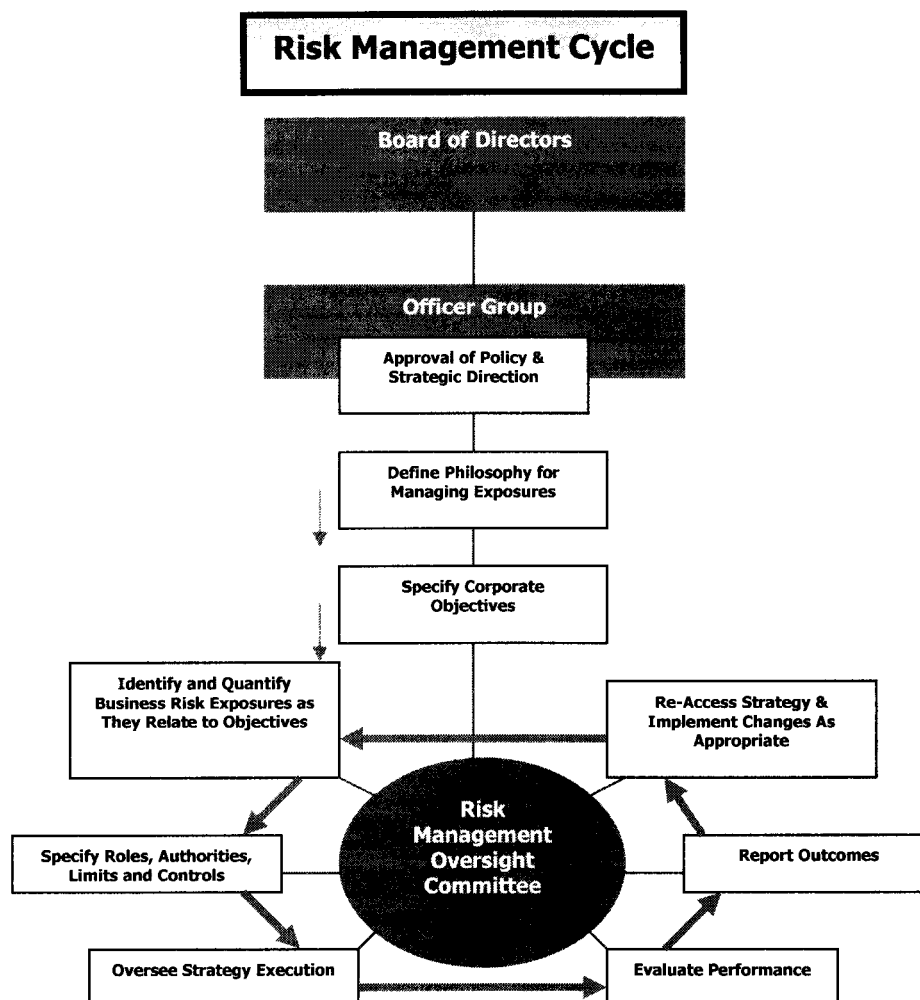 Risk Management Cycle
Board of Directors
Officer Group
Approval of Policy &
Strategic Direction
Define Philosophy for
Managing Exposures
Specify Corporate
Objectives
Identify and Quantify
Business Risk Exposures as
They Relate to Objectives
Re-Access Strategy &
Implement Changes As
Appropriate
Risk
Management
Oversight
Committee
Specify Roles, Authorities,
Limits and Controls
Report Outcomes
Oversee Strategy Execution
Evaluate Performance